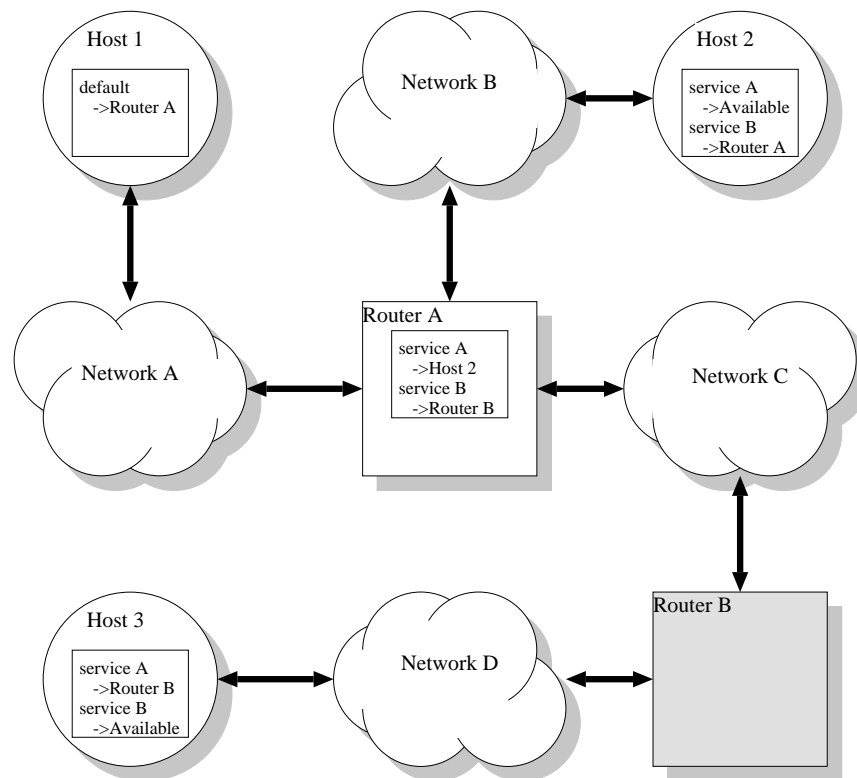 Host 1
default
->Router A
Network B
Host 2
service A
->Available
service B
->Router A
Network A
Router A
service A
->Host 2
service B
->Router B
Network C
Host 3
service A
->Router B
service B
->Available
Network D
Router B